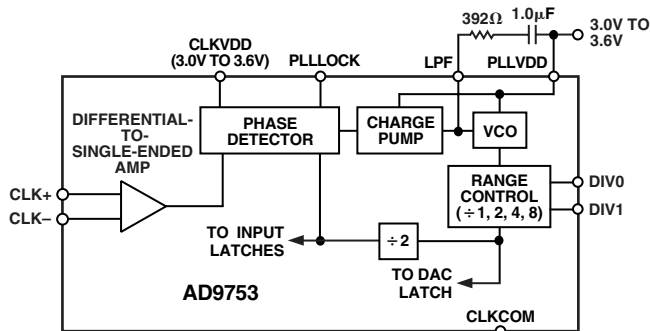 392Ω
1.0μF
3.0V TO
3.6V
CLKVDD
(3.0V TO 3.6V)
PLLLOCK
LPF
PLLVDD
DIFFERENTIAL-
TO-
SINGLE-ENDED
AMP
PHASE
DETECTOR
CHARGE
PUMP
VCO
CLK+
CLK–
RANGE
CONTROL
(÷1, 2, 4, 8)
DIV0
DIV1
TO INPUT
LATCHES
÷2
TO DAC
LATCH
AD9753
CLKCOM